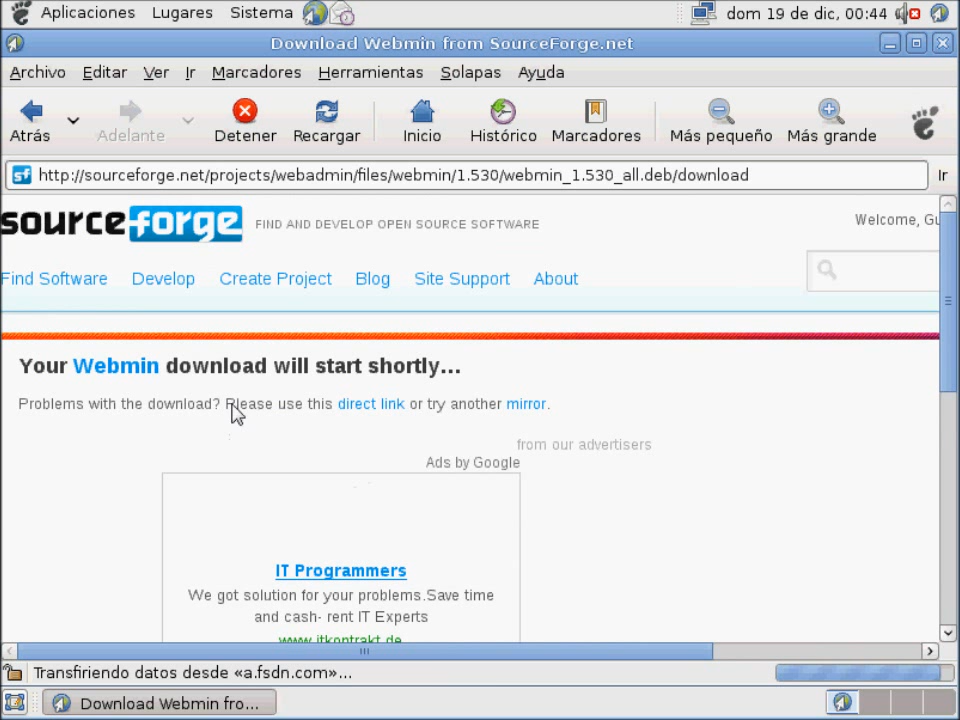 Aplicaciones Lugares Sistema dom 19 de dic, 00:44
Download Webmin from SourceForge.net
Archivo Editar Ver Ir Marcadores Herramientas Solapas Ayuda
Atrás Adelante Detener Recargar Inicio Histórico Marcadores Más pequeño Más grande
sf http://sourceforge.net/projects/webadmin/files/webmin/1.530/webmin_1.530_all.deb/download Ir
sourceforge FIND AND DEVELOP OPEN SOURCE SOFTWARE Welcome, Gu
Find Software Develop Create Project Blog Site Support About
Your Webmin download will start shortly...
Problems with the download? Please use this direct link or try another mirror.
from our advertisers
Ads by Google
IT Programmers
We got solution for your problems.Save time
and cash- rent IT Experts
www.itkontrakt.de
Transfiriendo datos desde «a.fsdn.com»...
Download Webmin fro...